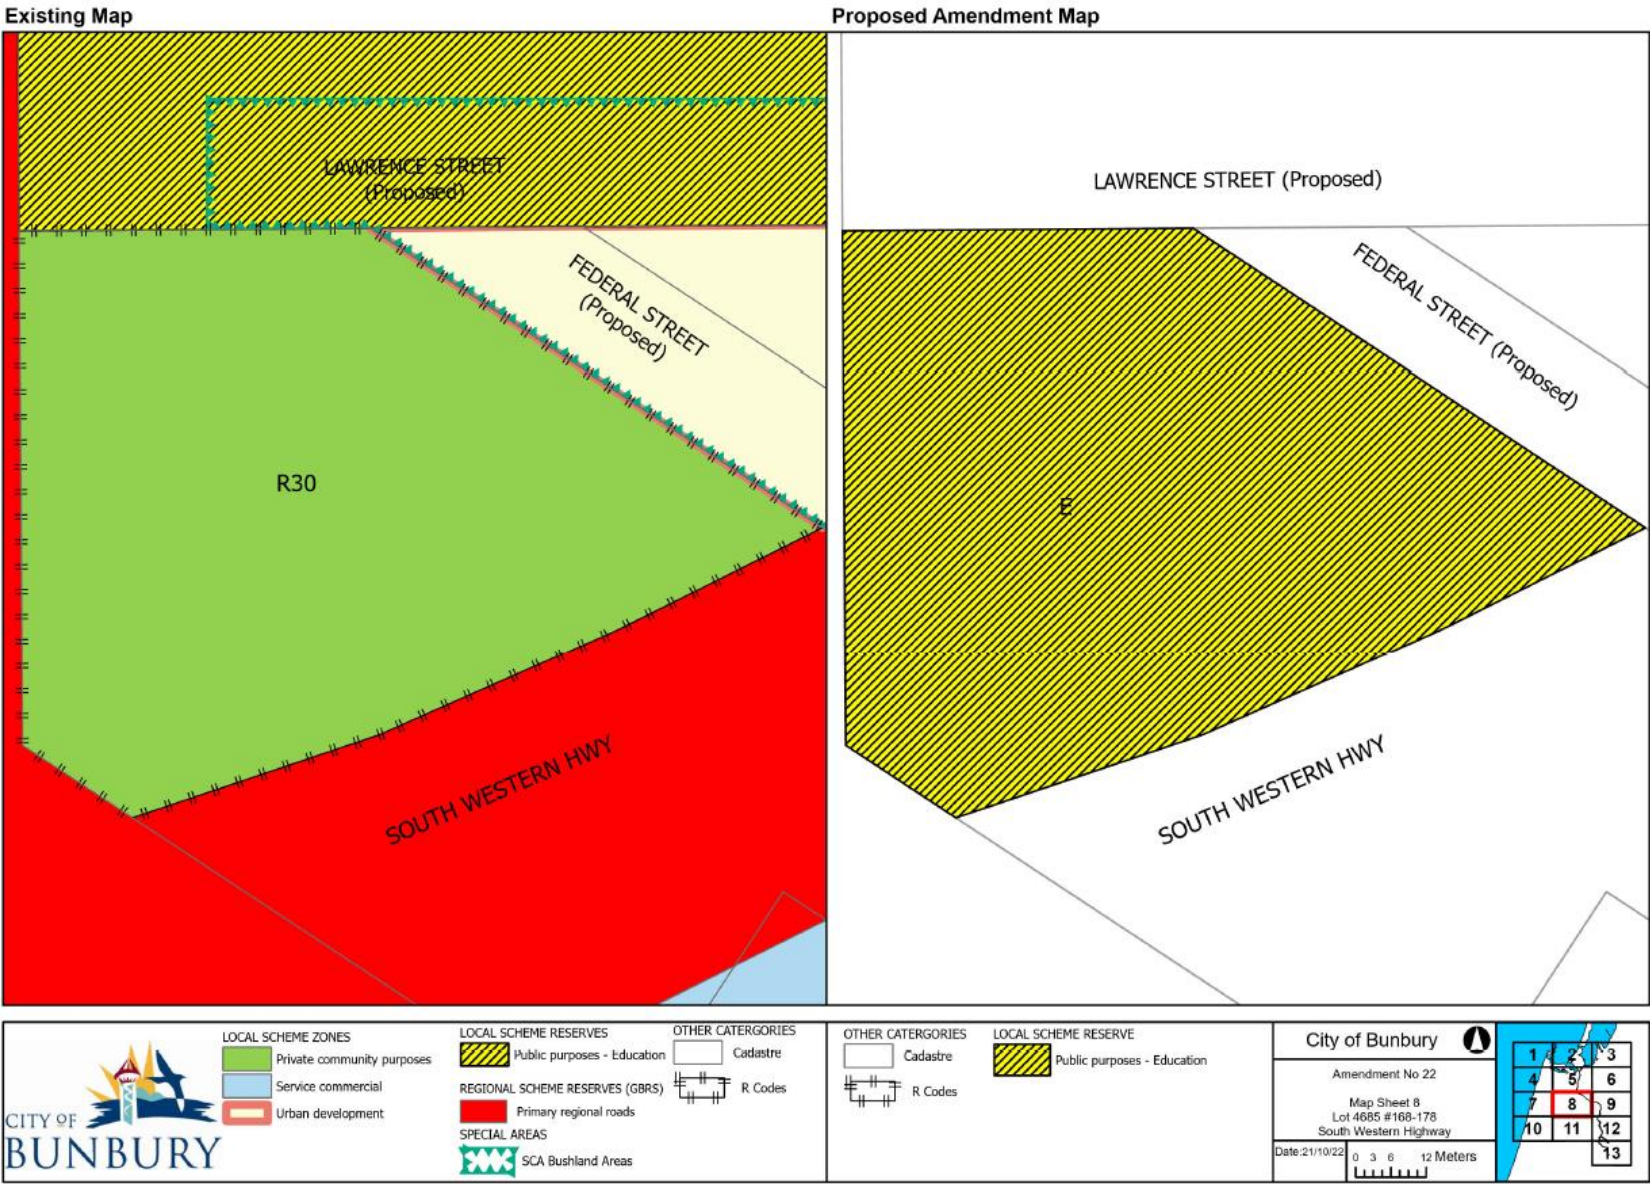 Existing Map
Proposed Amendment Map
LAWRENCE STREET
(Proposed)
FEDERAL STREET
(Proposed)
R30
SOUTH WESTERN HWY
LAWRENCE STREET (Proposed)
FEDERAL STREET (Proposed)
E
SOUTH WESTERN HWY
CITY OF
BUNBURY
LOCAL SCHEME ZONES
Private community purposes
Service commercial
Urban development
LOCAL SCHEME RESERVES
Public purposes - Education
REGIONAL SCHEME RESERVES (GBRS)
Primary regional roads
SPECIAL AREAS
SCA Bushland Areas
OTHER CATERGORIES
Cadastre
R Codes
OTHER CATERGORIES
Cadastre
R Codes
LOCAL SCHEME RESERVE
Public purposes - Education
City of Bunbury
Amendment No 22
Map Sheet 8
Lot 4685 #168-178
South Western Highway
Date:21/10/22
0 3 6 12 Meters
1 2 3
4 5 6
7 8 9
10 11 12
13